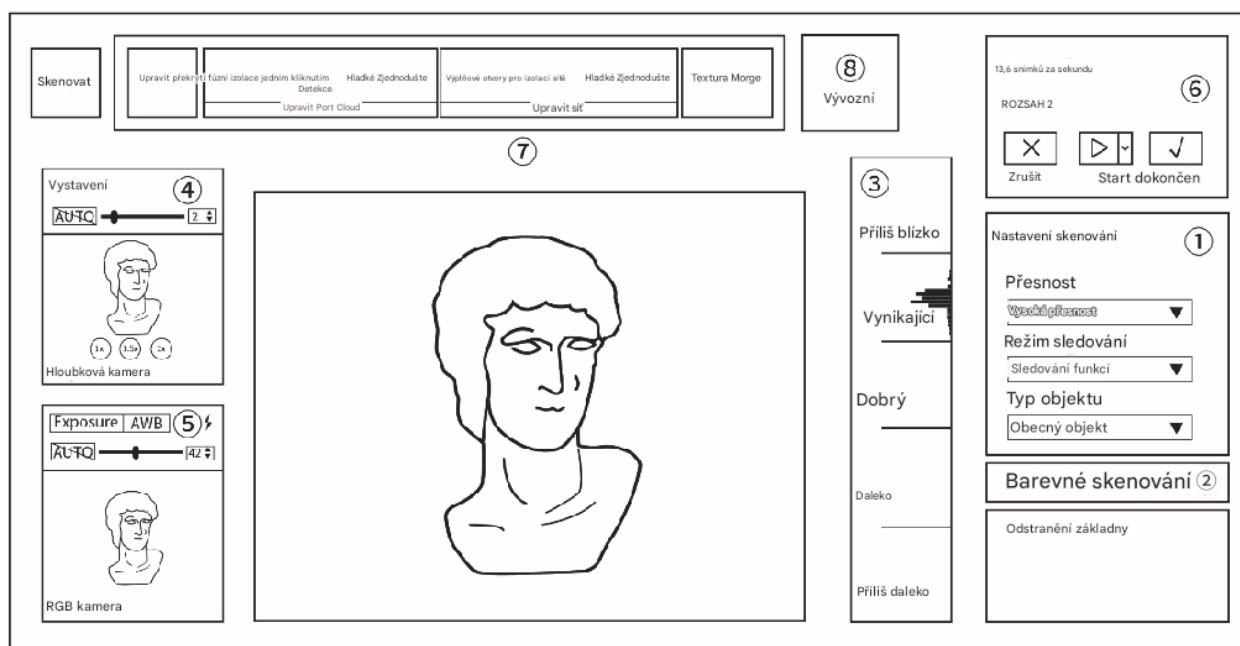 Skenovat
Upravit překrytí fúzní izolace jedním kliknutím
Detekce
Hladké Zjednodušte
Upravit Port Cloud
Výplňové otvory pro izolaci sítě
Hladké Zjednodušte
Upravit síť
Textura Morge
⑦
⑧
Vývozní
13,6 snímků za sekundu
⑥
ROZSAH 2
Zrušit
Start dokončen
Vystavení
④
AUTO
2
1x
1.5x
2x
Hloubková kamera
Exposure
AWB
⑤
AUTO
42
RGB kamera
③
Příliš blízko
Vynikající
Dobrý
Daleko
Příliš daleko
Nastavení skenování
①
Přesnost
Vysoká přesnost
Režim sledování
Sledování funkcí
Typ objektu
Obecný objekt
Barevné skenování ②
Odstranění základny